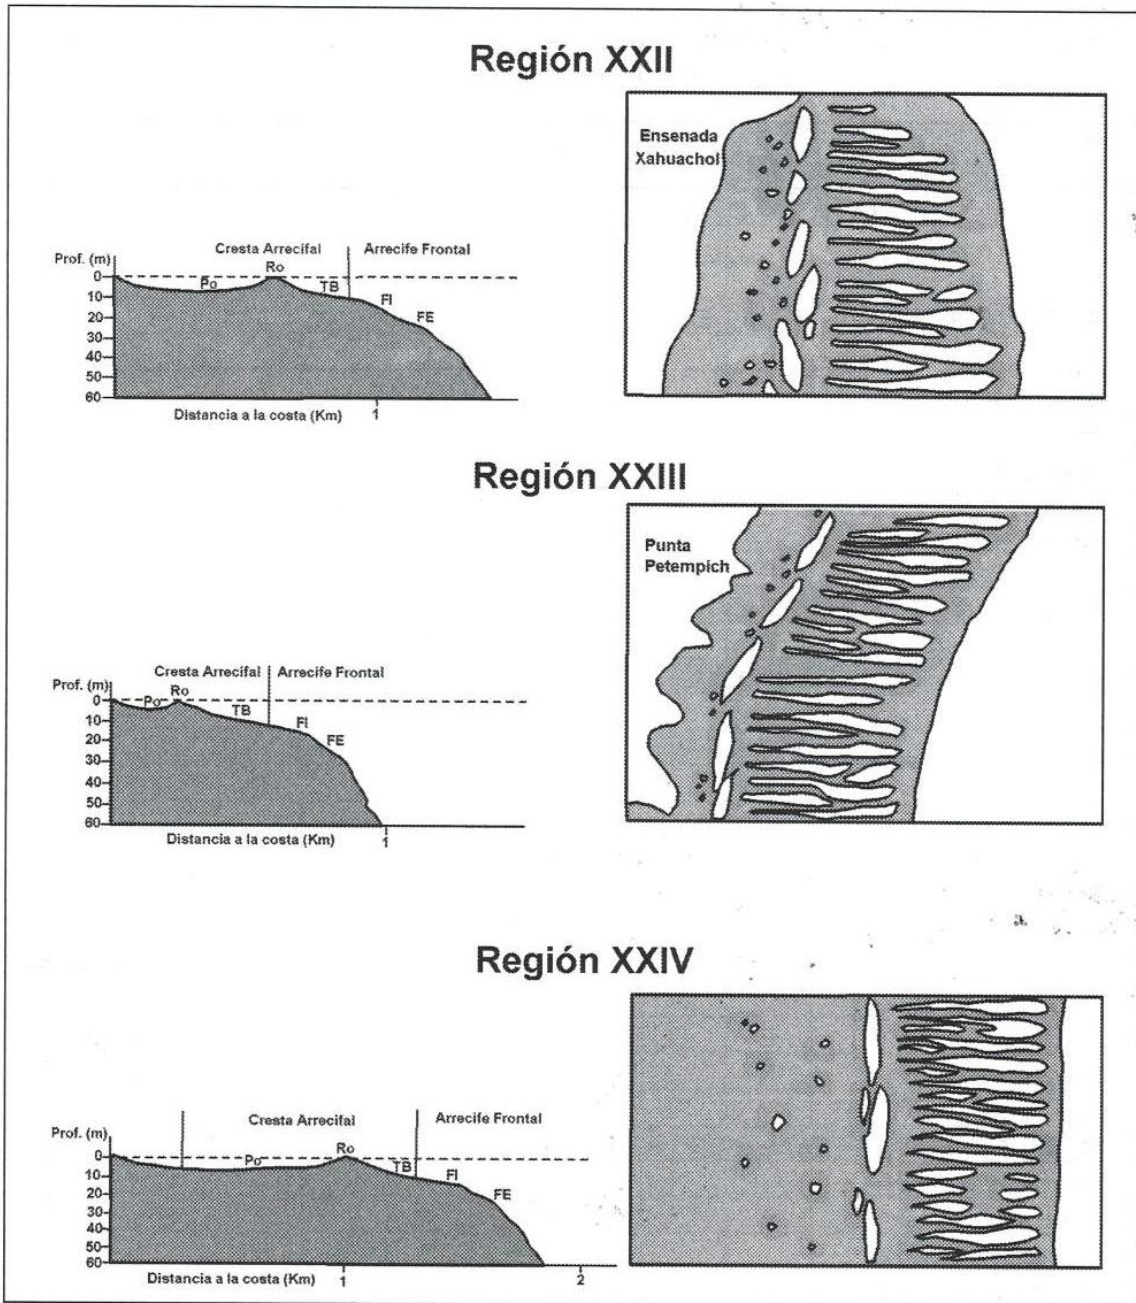 Región XXII
Ensenada
Xahuachol
Cresta Arrecifal
Arrecife Frontal
Prof. (m)
Ro
0
Po
TB
FI
10
20
FE
30
40
50
60
Distancia a la costa (Km)
1
Región XXIII
Punta
Petempich
Cresta Arrecifal
Arrecife Frontal
Prof. (m)
Ro
0
Po
TB
10
FI
20
FE
30
40
50
60
Distancia a la costa (Km)
1
Región XXIV
Cresta Arrecifal
Arrecife Frontal
Prof. (m)
Ro
0
Po
TB
10
FI
20
FE
30
40
50
60
Distancia a la costa (Km)
1
2